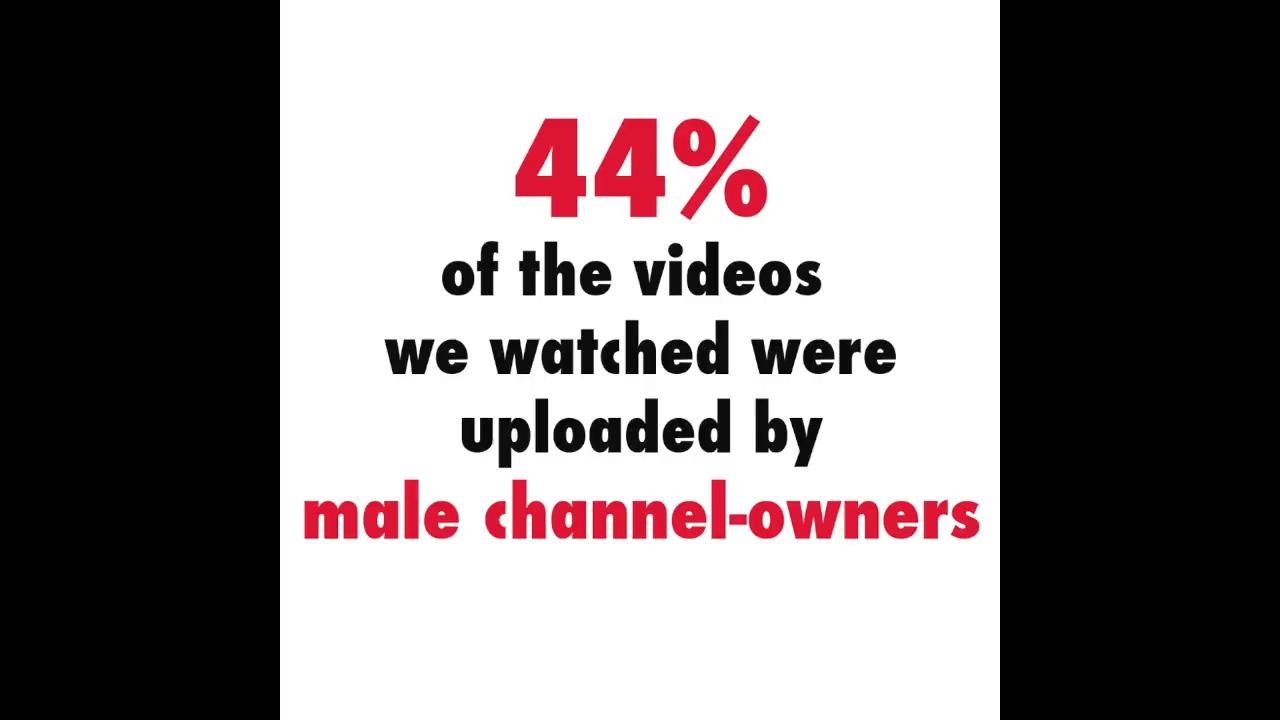 44%
of the videos
we watched were
uploaded by
male channel-owners